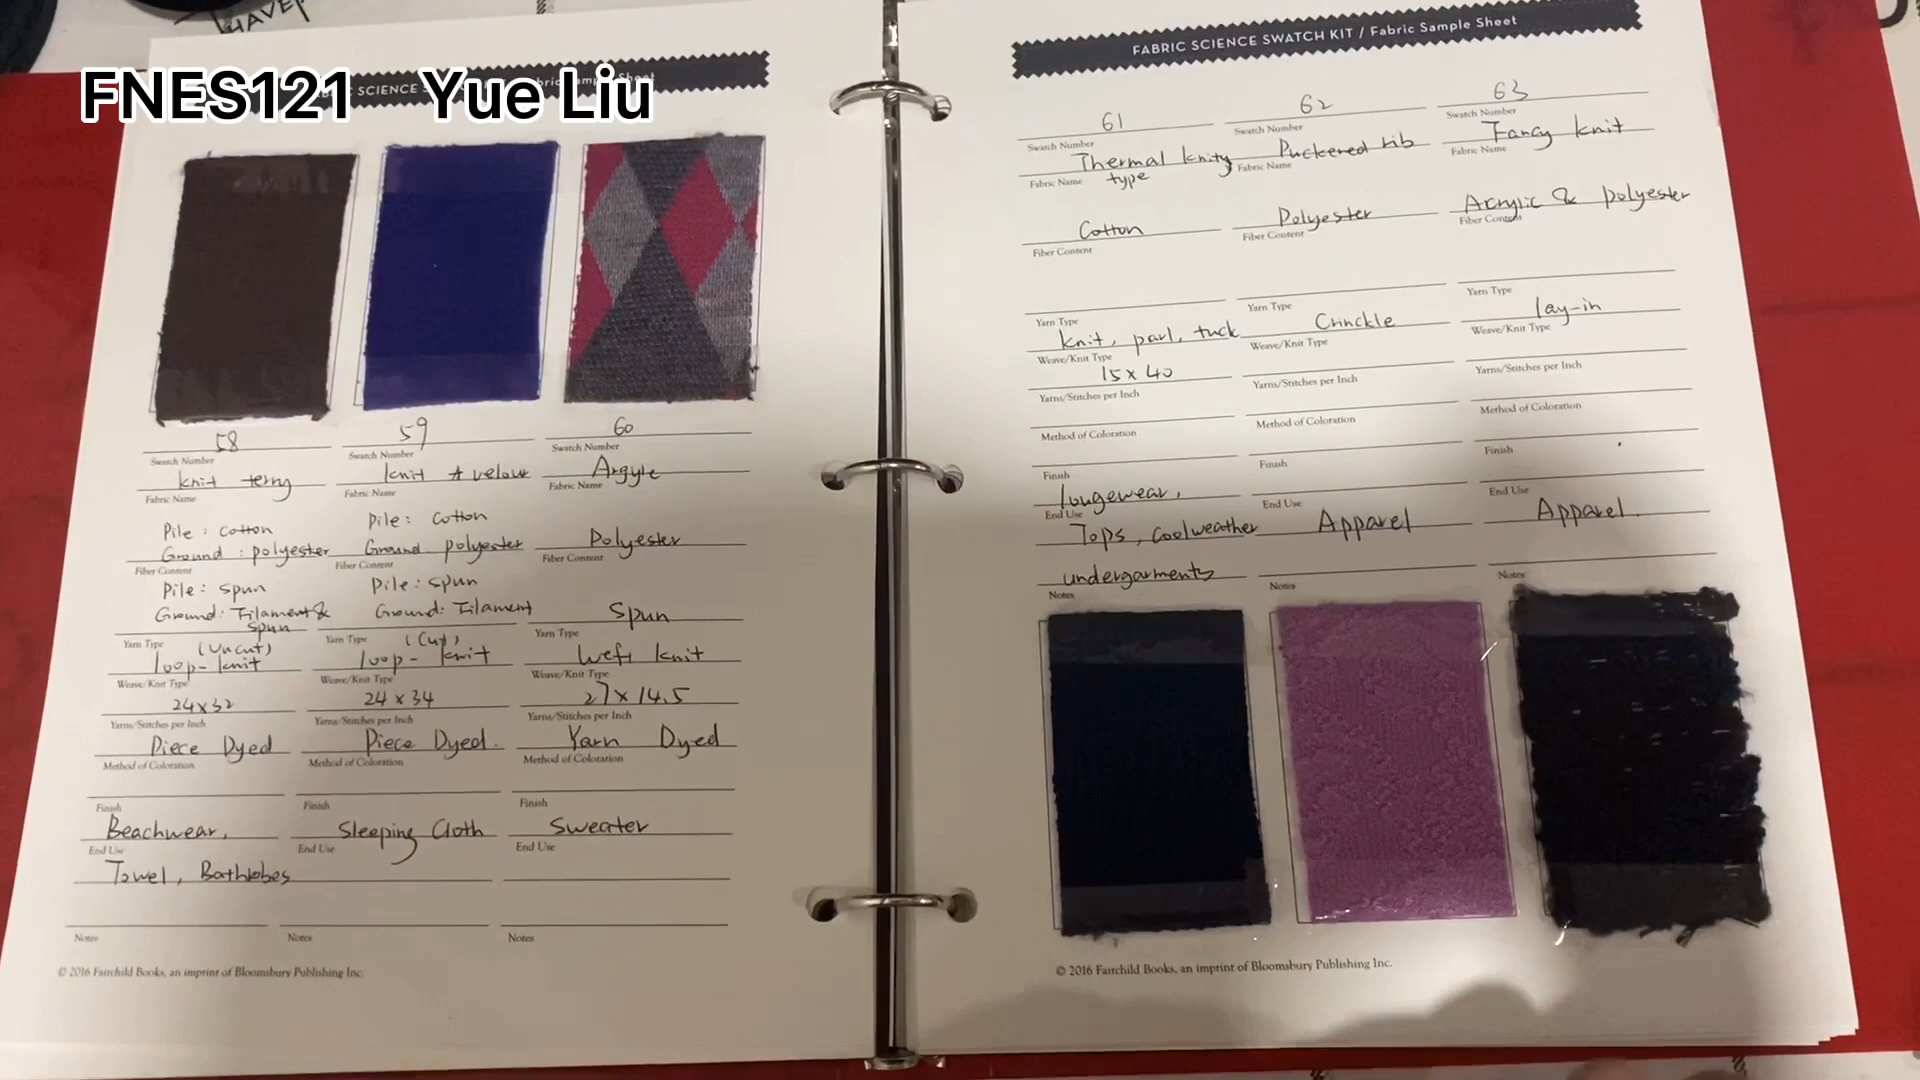 HAVEN
FNES121 Yue Liu
58 59 60
Swatch Number Swatch Number Swatch Number
knit terry knit velour Argyle
Fabric Name Fabric Name Fabric Name
Pile : cotton Pile : cotton
Ground : polyester Ground polyester Polyester
Fiber Content Fiber Content Fiber Content
Pile : spun Pile : spun
Ground : Filament & Ground : Filament Spun
spun
Yarn Type Yarn Type Yarn Type
(uncut) (Cut)
loop-knit loop-knit weft knit
Weave/Knit Type Weave/Knit Type Weave/Knit Type
24x32 24x34 27x14.5
Yarns/Stitches per Inch Yarns/Stitches per Inch Yarns/Stitches per Inch
Piece Dyed Piece Dyed. Yarn Dyed
Method of Coloration Method of Coloration Method of Coloration
Finish Finish Finish
Beachwear, Sleeping Cloth Sweater
End Use End Use End Use
Towel, Bathrobes
Notes Notes Notes
© 2016 Fairchild Books, an imprint of Bloomsbury Publishing Inc.
FABRIC SCIENCE SWATCH KIT / Fabric Sample Sheet
61 62 63
Swatch Number Swatch Number Swatch Number
Thermal knity Puckered rib Fancy knit
type
Fabric Name Fabric Name Fabric Name
Cotton Polyester Acrylic & polyester
Fiber Content Fiber Content Fiber Content
Yarn Type Yarn Type Yarn Type
knit, parl, tuck Crinckle lay-in
Weave/Knit Type Weave/Knit Type Weave/Knit Type
15x40
Yarns/Stitches per Inch Yarns/Stitches per Inch Yarns/Stitches per Inch
Method of Coloration Method of Coloration Method of Coloration
Finish Finish Finish
lougewear,
End Use End Use End Use
Tops, coolweather Apparel Apparel.
undergarments
Notes Notes Notes
© 2016 Fairchild Books, an imprint of Bloomsbury Publishing Inc.